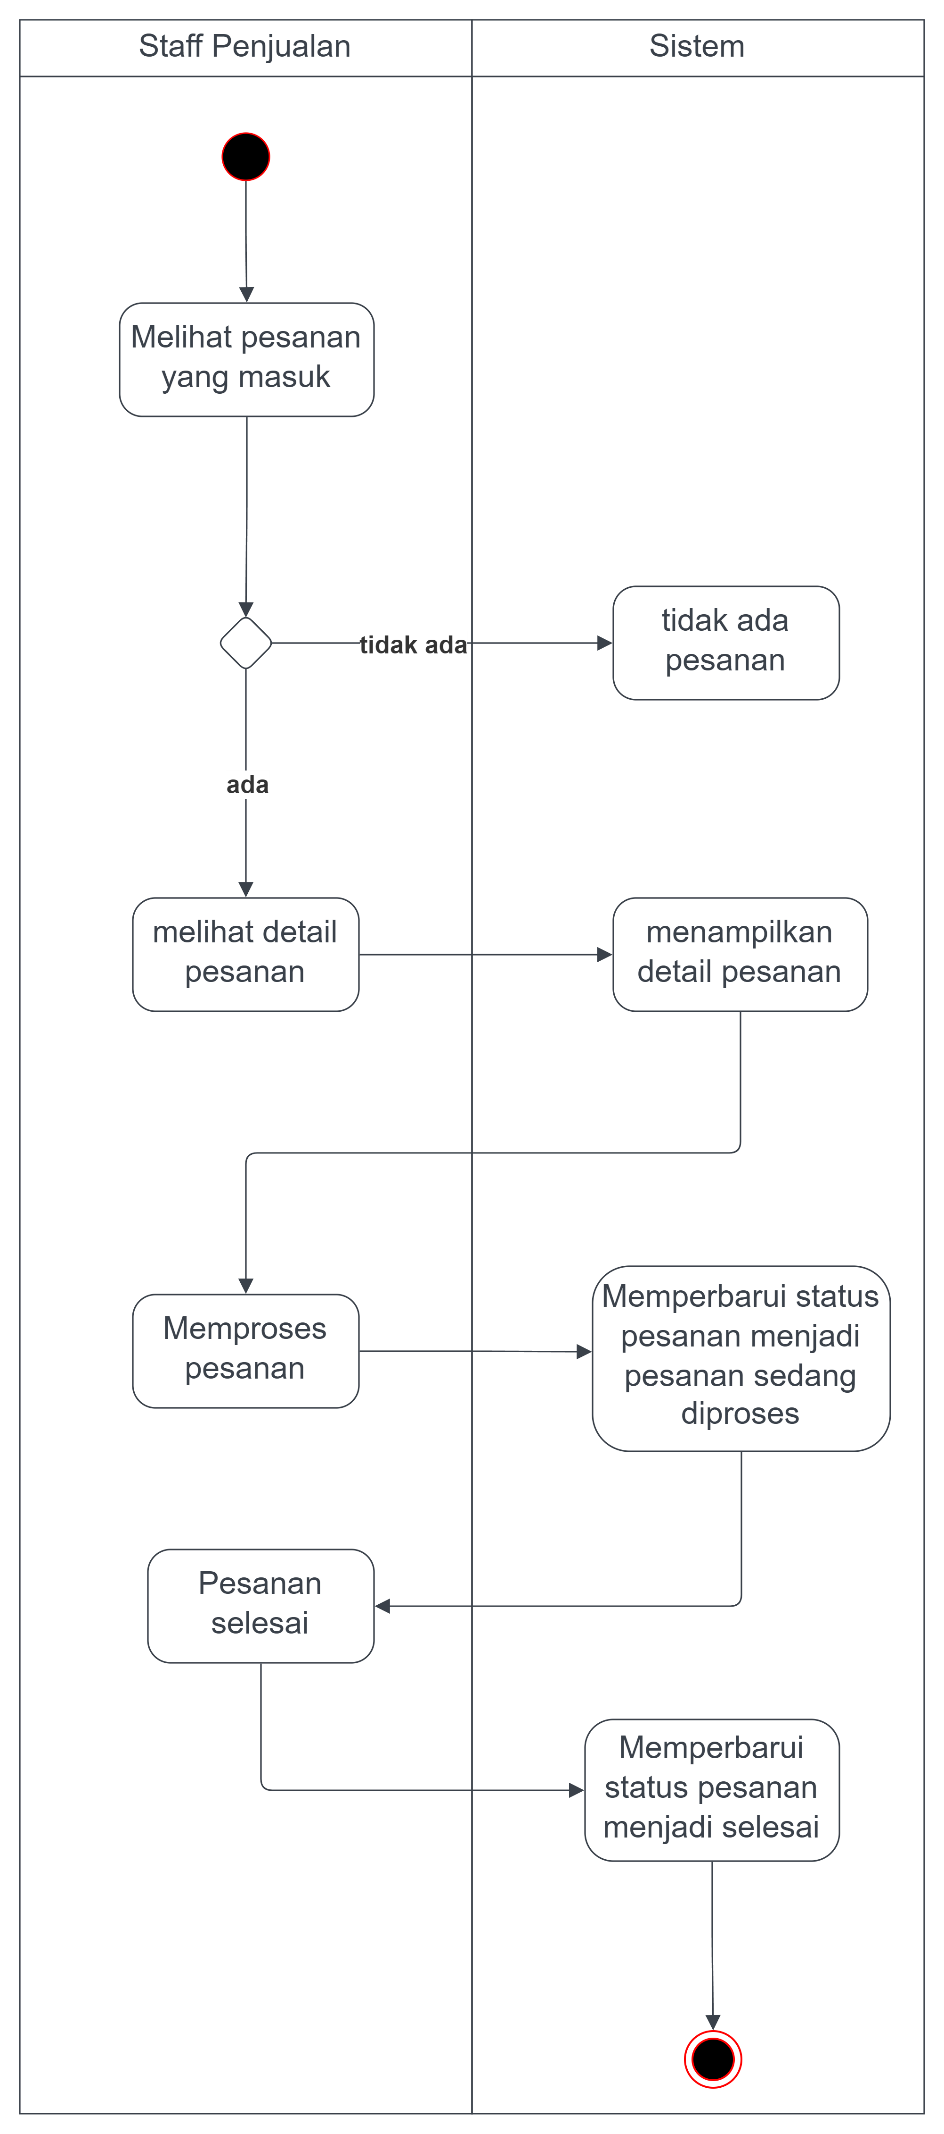 Staff Penjualan
Sistem
Melihat pesanan
yang masuk
tidak ada
tidak ada
pesanan
ada
melihat detail
pesanan
menampilkan
detail pesanan
Memproses
pesanan
Memperbarui status
pesanan menjadi
pesanan sedang
diproses
Pesanan
selesai
Memperbarui
status pesanan
menjadi selesai